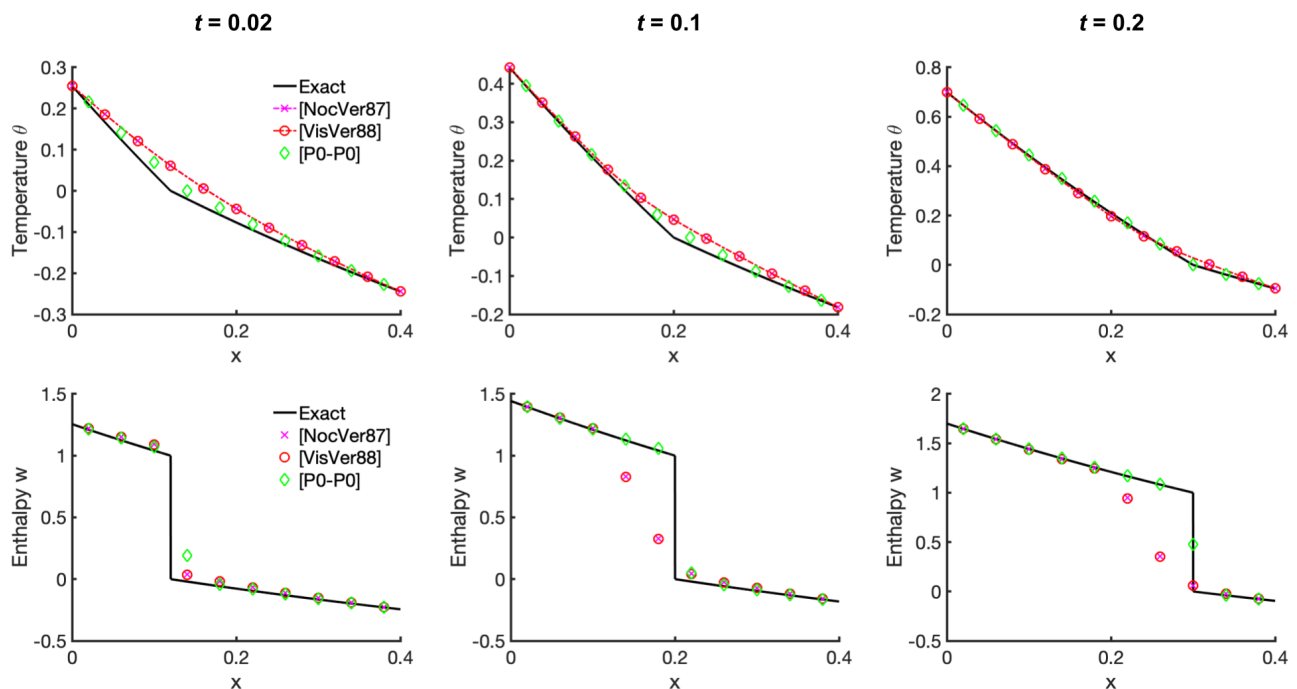 t = 0.02
t = 0.1
t = 0.2
Temperature θ
0.3
0.2
0.1
0
-0.1
-0.2
-0.3
0
0.2
0.4
x
Exact
[NocVer87]
[VisVer88]
[P0-P0]
Temperature θ
0.4
0.3
0.2
0.1
0
-0.1
-0.2
0
0.2
0.4
x
Temperature θ
0.8
0.6
0.4
0.2
0
0.2
0
0.2
0.4
x
Enthalpy w
1.5
1
0.5
0
-0.5
0
0.2
0.4
x
Exact
[NocVer87]
[VisVer88]
[P0-P0]
Enthalpy w
1.5
1
0.5
0
-0.5
0
0.2
0.4
x
Enthalpy w
2
1.5
1
0.5
0
-0.5
0
0.2
0.4
x